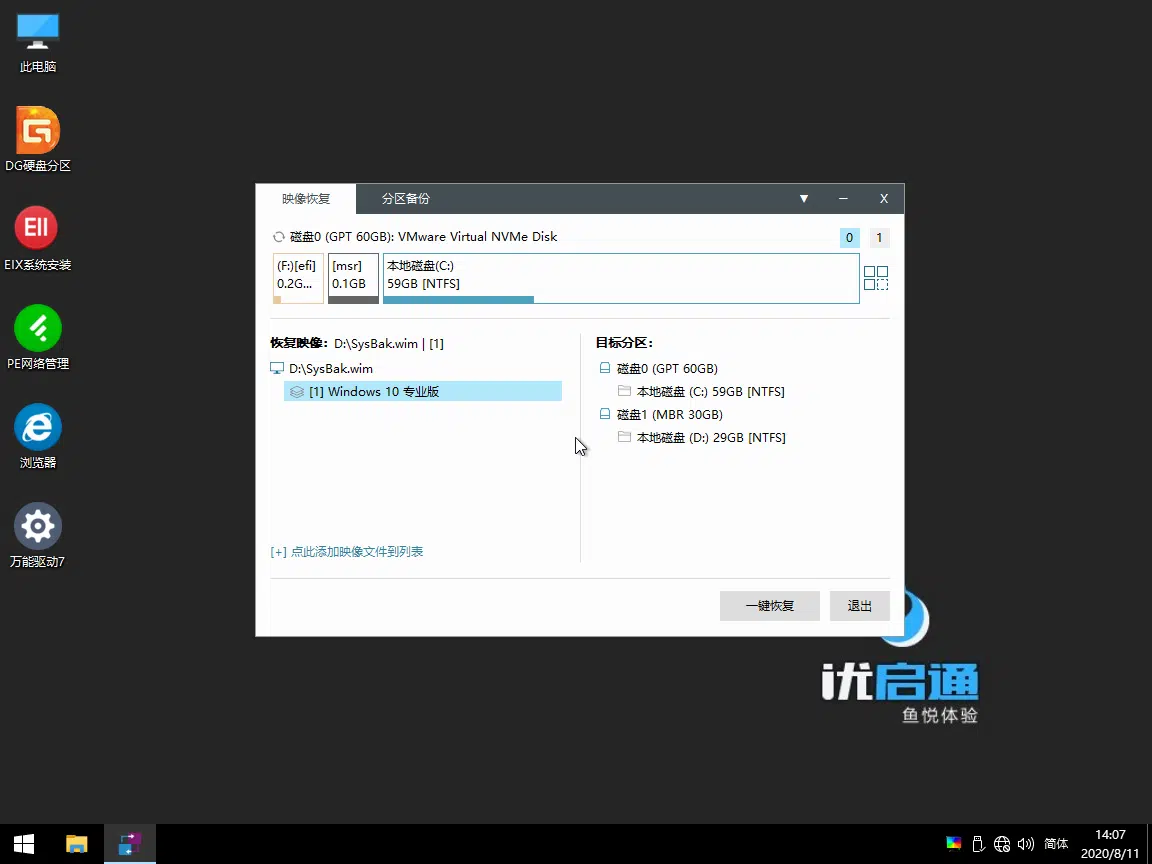 此电脑
DG硬盘分区
EII
EIX系统安装
PE网络管理
浏览器
万能驱动7
映像恢复
分区备份
▼
—
X
磁盘0 (GPT 60GB): VMware Virtual NVMe Disk
0
1
(F:)[efi]
0.2G...
[msr]
0.1GB
本地磁盘(C:)
59GB [NTFS]
恢复映像: D:\SysBak.wim | [1]
D:\SysBak.wim
[1] Windows 10 专业版
[+] 点此添加映像文件到列表
目标分区:
磁盘0 (GPT 60GB)
本地磁盘 (C:) 59GB [NTFS]
磁盘1 (MBR 30GB)
本地磁盘 (D:) 29GB [NTFS]
一键恢复
退出
优启通
鱼悦体验
简体
14:07
2020/8/11